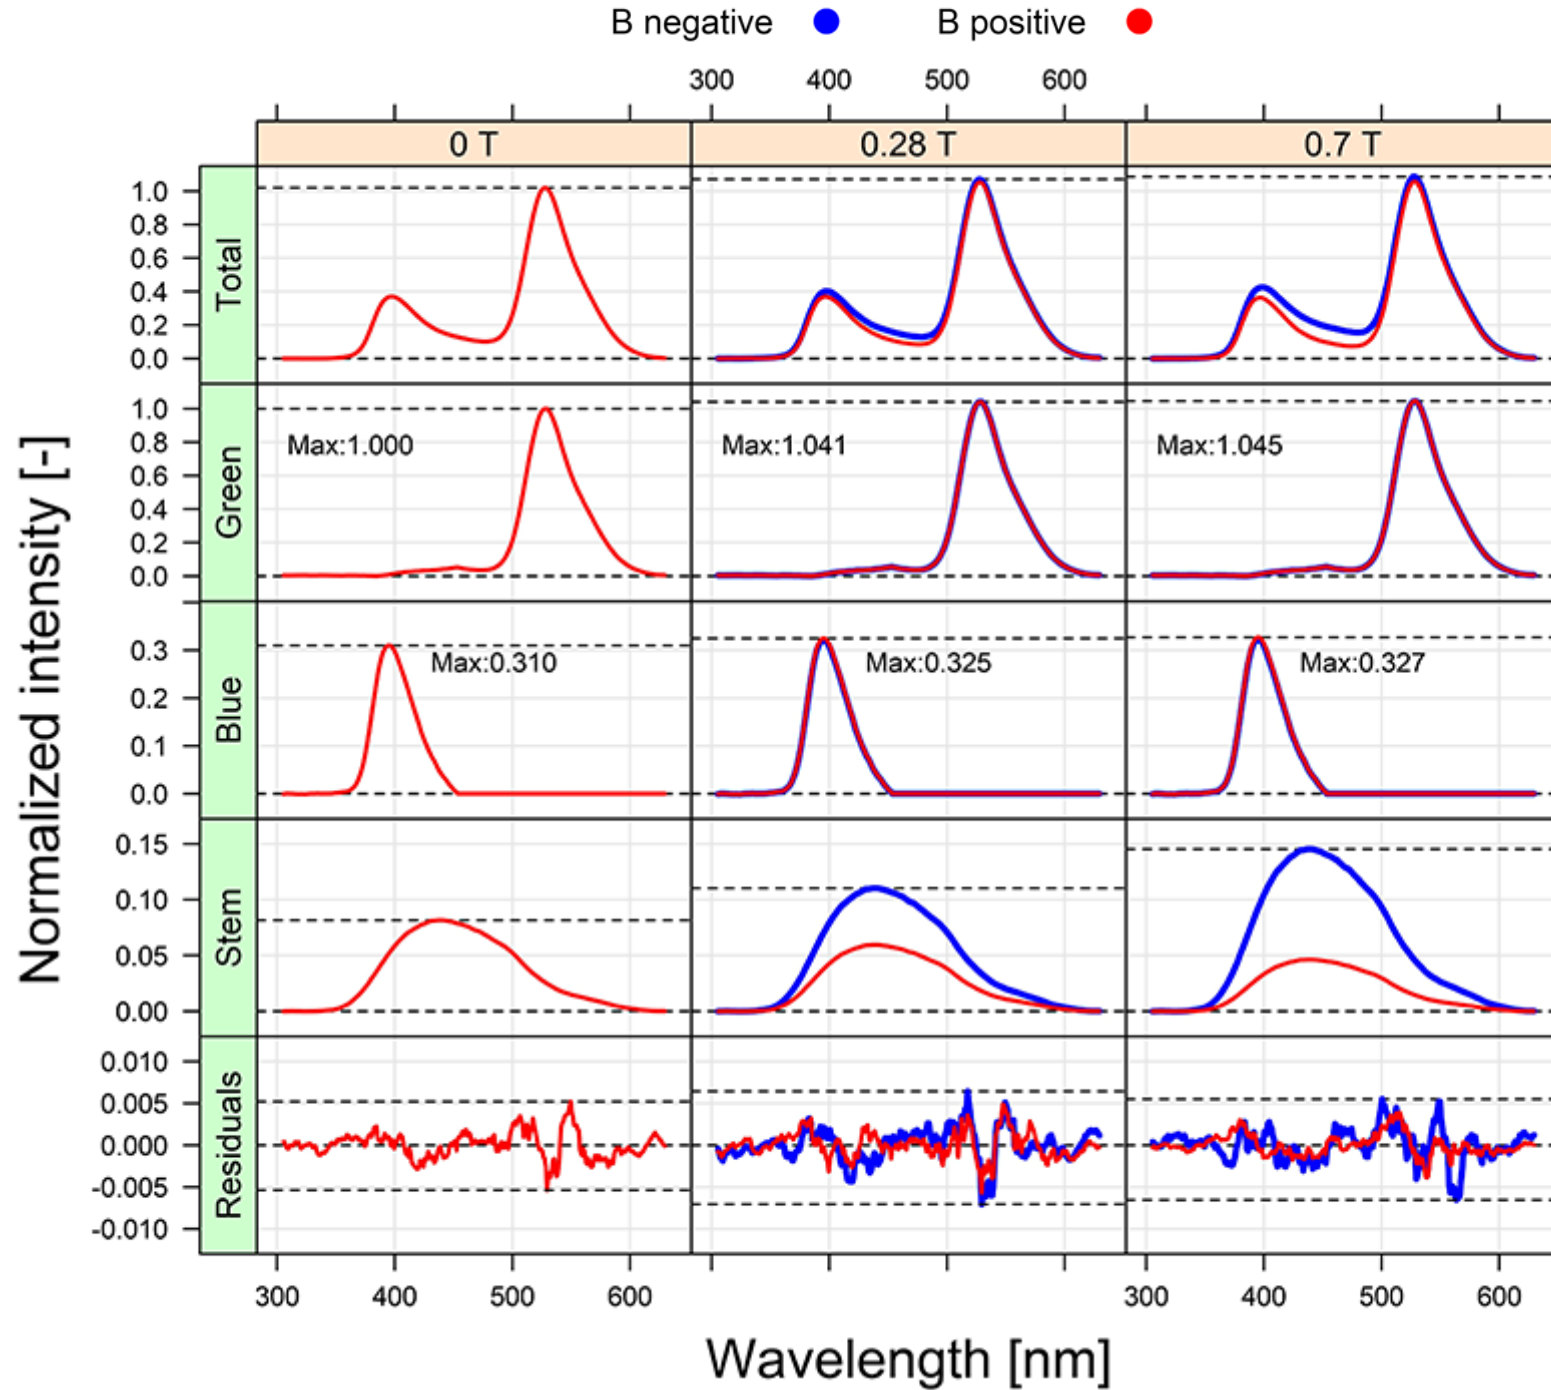 B negative B positive
300 400 500 600
0 T 0.28 T 0.7 T
Normalized intensity [-]
Total
1.0
0.8
0.6
0.4
0.2
0.0
Green
1.0
0.8
0.6
0.4
0.2
0.0
Max:1.000 Max:1.041 Max:1.045
Blue
0.3
0.2
0.1
0.0
Max:0.310 Max:0.325 Max:0.327
Stem
0.15
0.10
0.05
0.00
Residuals
0.010
0.005
0.000
-0.005
-0.010
300 400 500 600 300 400 500 600
Wavelength [nm]